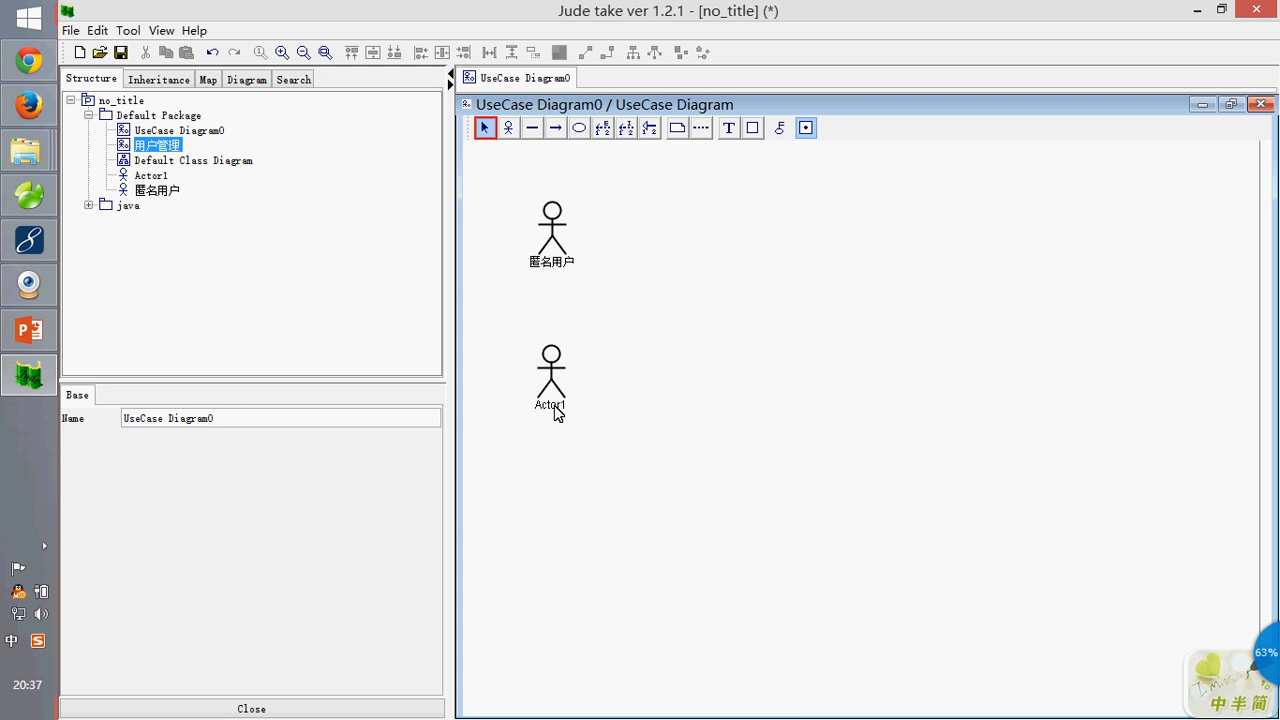 Jude take ver 1.2.1 - [no_title] (*)
File Edit Tool View Help
Structure Inheritance Map Diagram Search
no_title
Default Package
UseCase Diagram0
用户管理
Default Class Diagram
Actor1
匿名用户
java
Base
Name UseCase Diagram0
Close
UseCase Diagram0
UseCase Diagram0 / UseCase Diagram
匿名用户
Actor1
中
20:37
63%
中半简